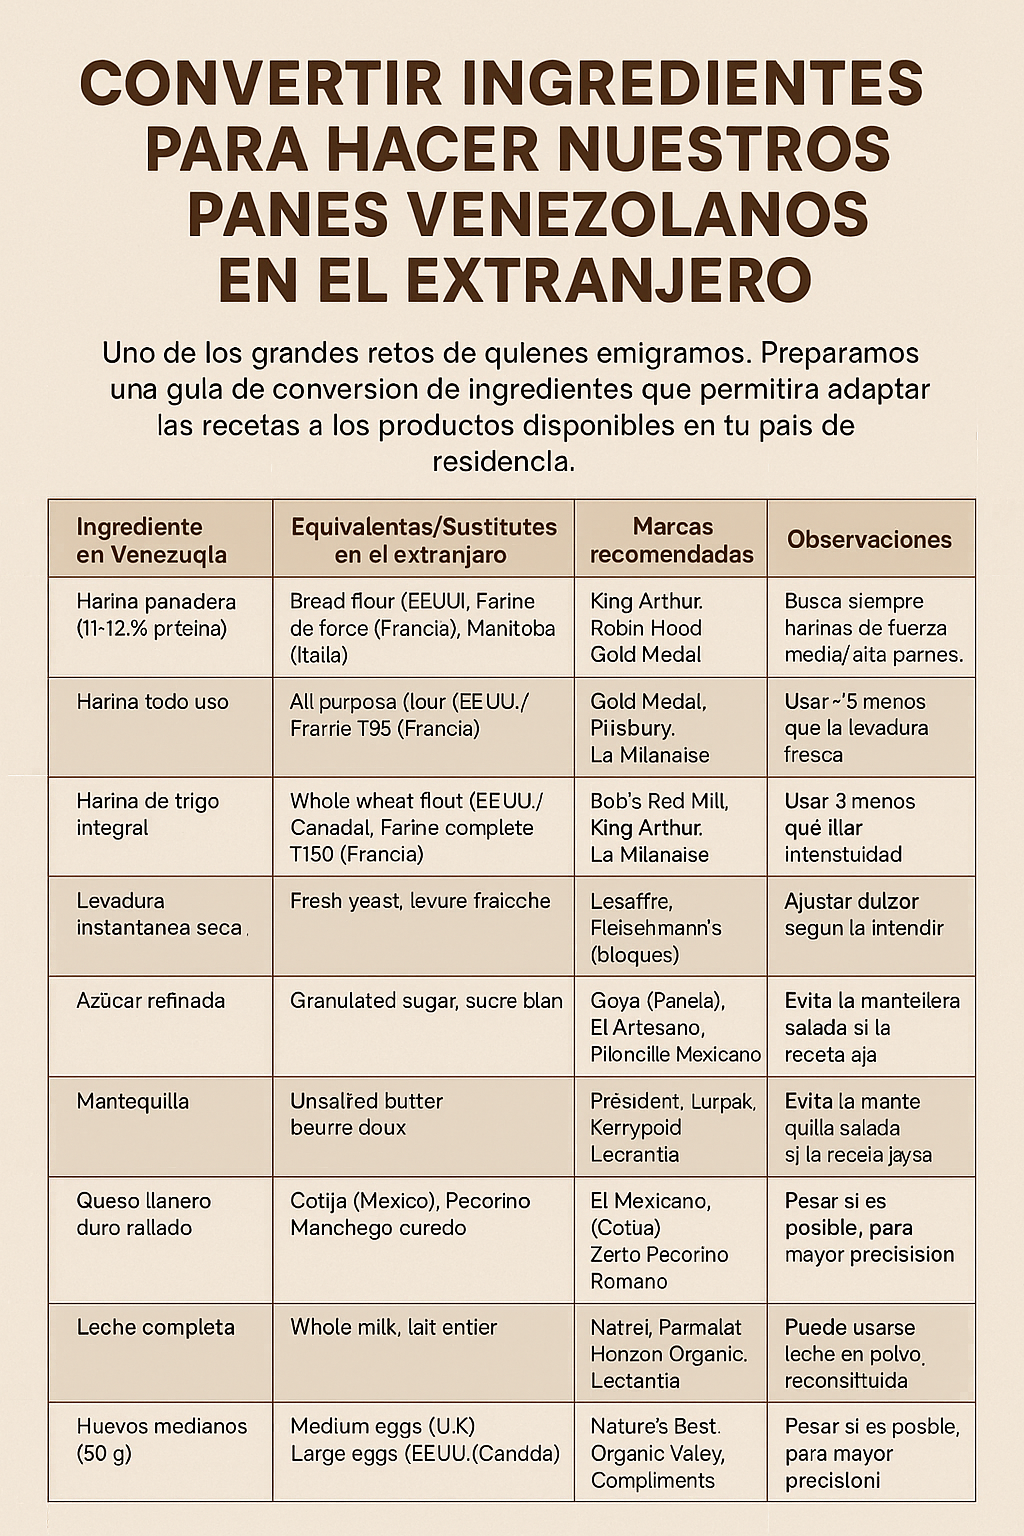 CONVERTIR INGREDIENTES
PARA HACER NUESTROS
PANES VENEZOLANOS
EN EL EXTRANJERO
Uno de los grandes retos de qulenes emigramos. Preparamos
una gula de conversion de ingredientes que permitira adaptar
las recetas a los productos disponibles en tu pais de
residencla.
Ingrediente
en Venezuqla
Equivalentas/Sustitutes
en el extranjaro
Marcas
recomendadas
Observaciones
Harina panadera
(11-12.% prteina)
Bread flour (EEUUI, Farine
de force (Francia), Manitoba
(Itaila)
King Arthur.
Robin Hood
Gold Medal
Busca siempre
harinas de fuerza
media/aita parnes.
Harina todo uso
All purposa (lour (EEUU./
Frarrie T95 (Francia)
Gold Medal,
Piisbury.
La Milanaise
Usar ~'5 menos
que la levadura
fresca
Harina de trigo
integral
Whole wheat flout (EEUU./
Canadal, Farine complete
T150 (Francia)
Bob's Red Mill,
King Arthur.
La Milanaise
Usar 3 menos
qué illar
intenstuidad
Levadura
instantanea seca.
Fresh yeast, levure fraicche
Lesaffre,
Fleisehmann's
(bloques)
Ajustar dulzor
segun la intendir
Azücar refinada
Granulated sugar, sucre blan
Goya (Panela),
El Artesano,
Piloncille Mexicano
Evita la manteilera
salada si la
receta aja
Mantequilla
Unsalired butter
beurre doux
Président, Lurpak,
Kerrypoid
Lecrantia
Evita la mante
quilla salada
sj la receia jaysa
Queso llanero
duro rallado
Cotija (Mexico), Pecorino
Manchego curedo
El Mexicano,
(Cotua)
Zerto Pecorino
Romano
Pesar si es
posible, para
mayor precisision
Leche completa
Whole milk, lait entier
Natrei, Parmalat
Honzon Organic.
Lectantia
Puede usarse
leche en polvo.
reconsittuida
Huevos medianos
(50 g)
Medium eggs (U.K)
Large eggs (EEUU.(Candda)
Nature's Best.
Organic Valey,
Compliments
Pesar si es posble,
para mayor
precisloni